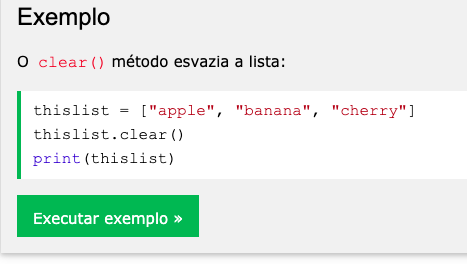 Exemplo
O clear() método esvazia a lista:
thislist = ["apple", "banana", "cherry"]
thislist.clear()
print(thislist)
Executar exemplo »